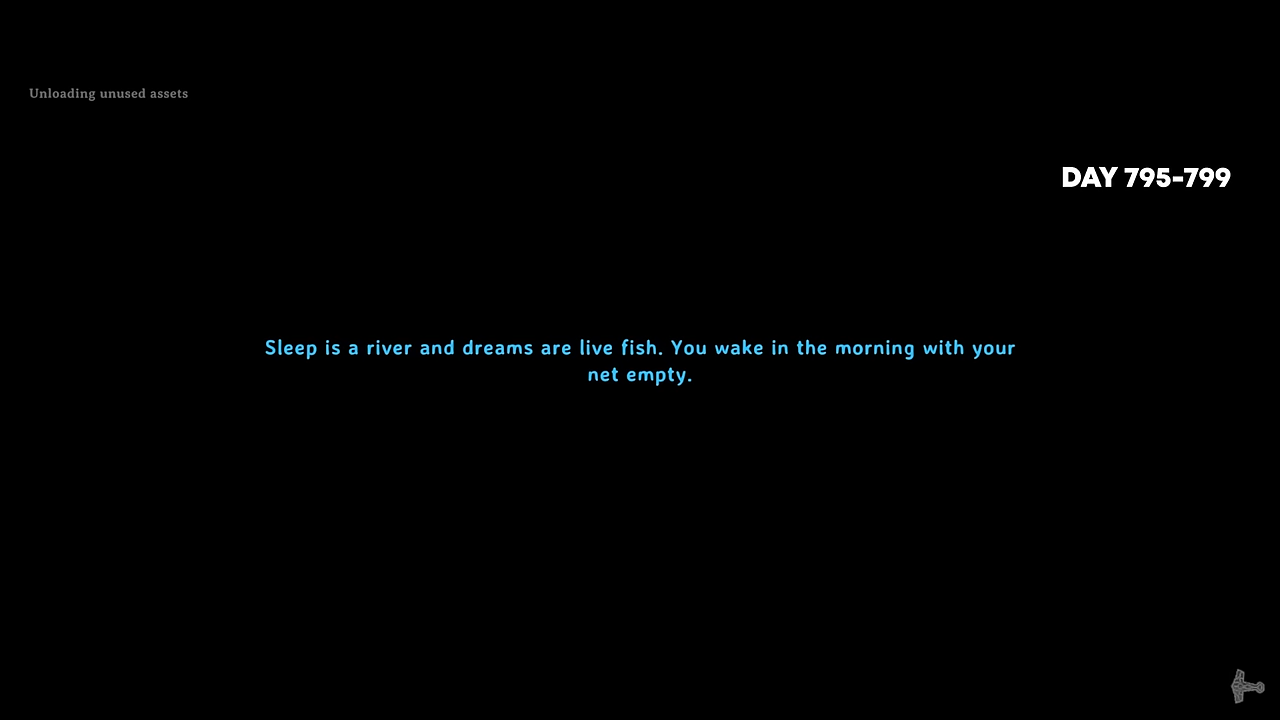 Unloading unused assets
DAY 795-799
Sleep is a river and dreams are live fish. You wake in the morning with your
net empty.